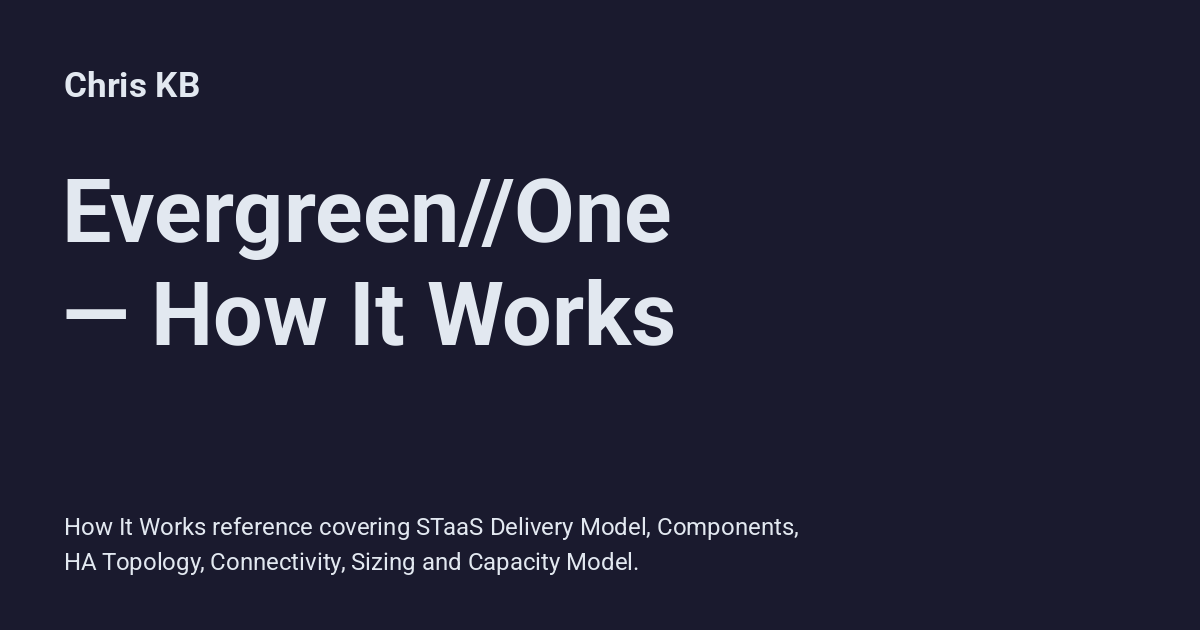 Chris KB
Evergreen//One
— How It Works
How It Works reference covering STaaS Delivery Model, Components,
HA Topology, Connectivity, Sizing and Capacity Model.